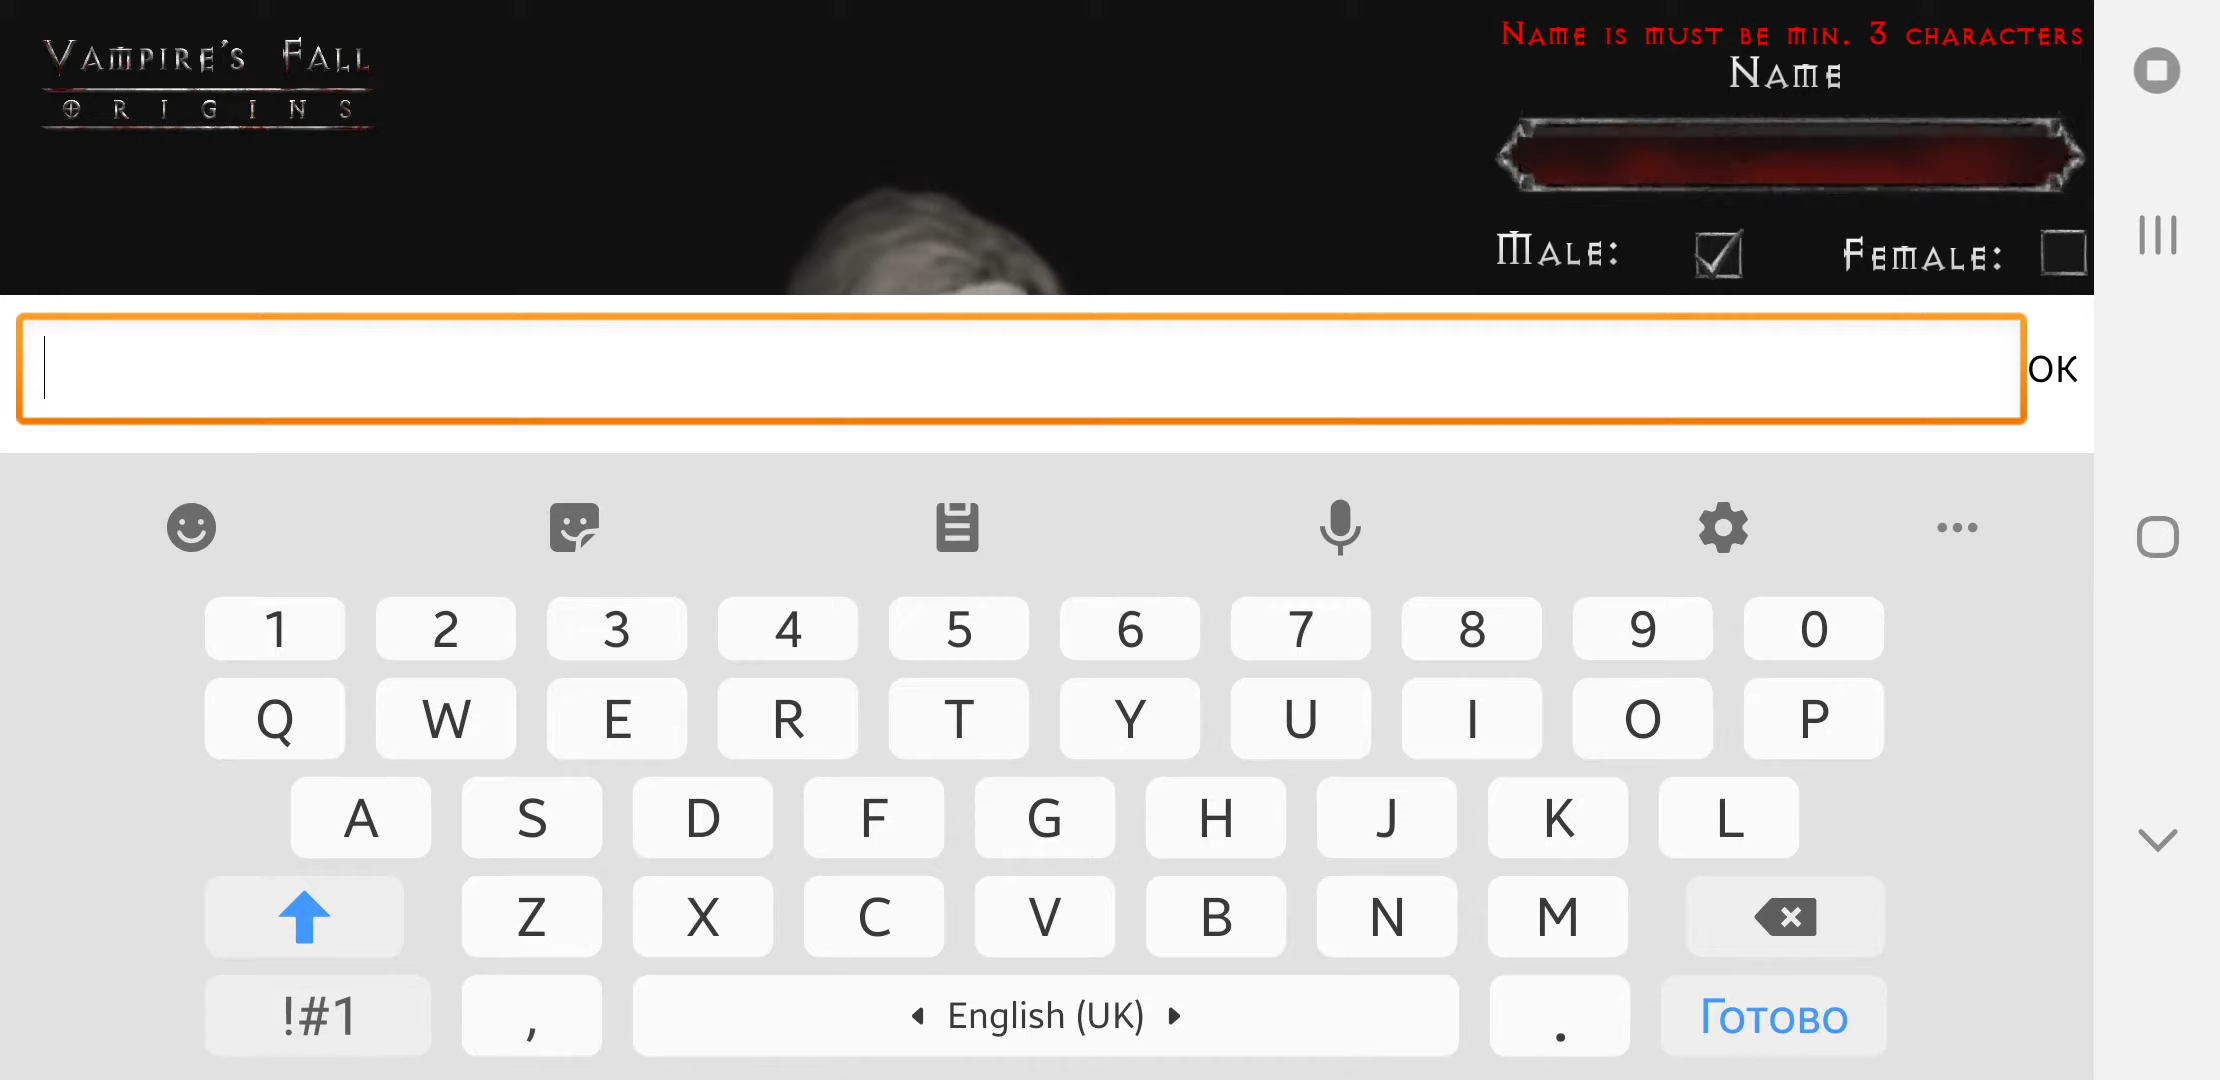 Vampire's Fall
ORIGINS
Name is must be min. 3 characters
Name
Male:
Female:
OK
1 2 3 4 5 6 7 8 9 0
Q W E R T Y U I O P
A S D F G H J K L
Z X C V B N M
!#1 , English (UK) . Готово